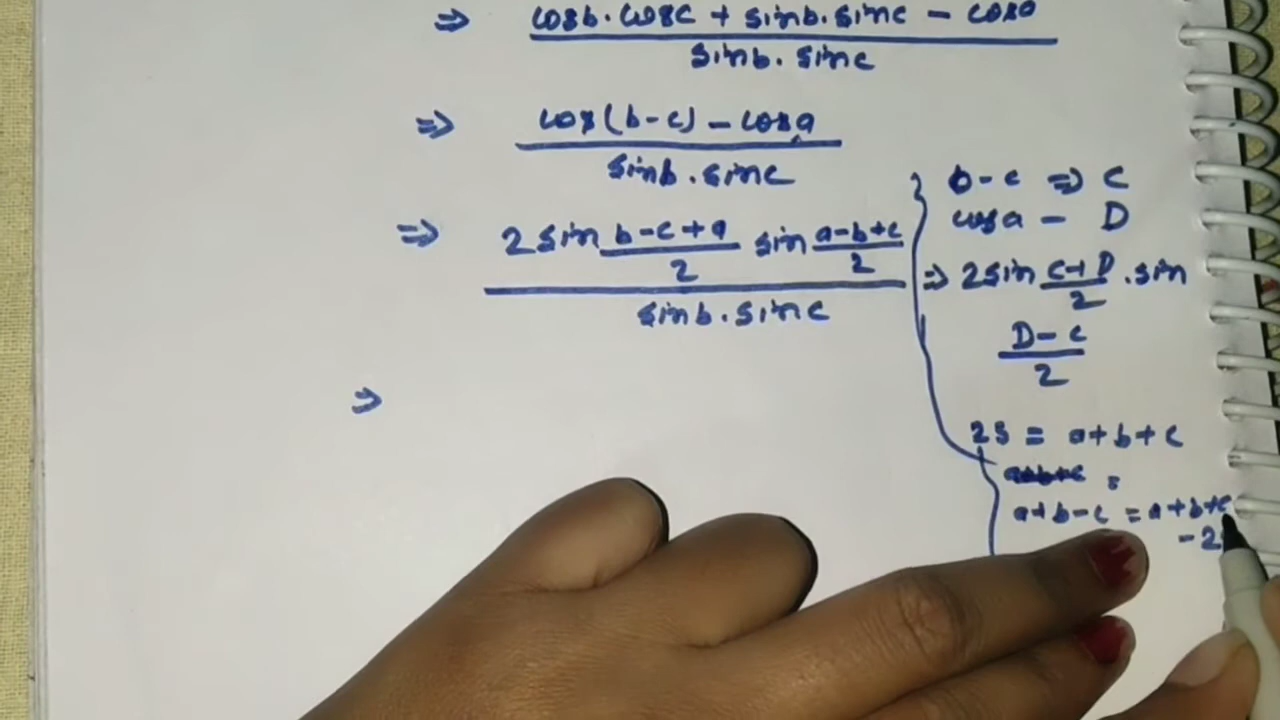 ⇒ cosb.cosc + sinb.sinc - cosa
sinb.sinc
⇒ cos(b-c) - cosa
sinb.sinc
⇒ 2sin b-c+a/2 sin a-b+c/2
sinb.sinc
⇒
b-c ⇒ C
cosa - D
⇒ 2sin C+D/2 .sin
D-C/2
2S = a+b+c
a+b-c = a+b+c
-2